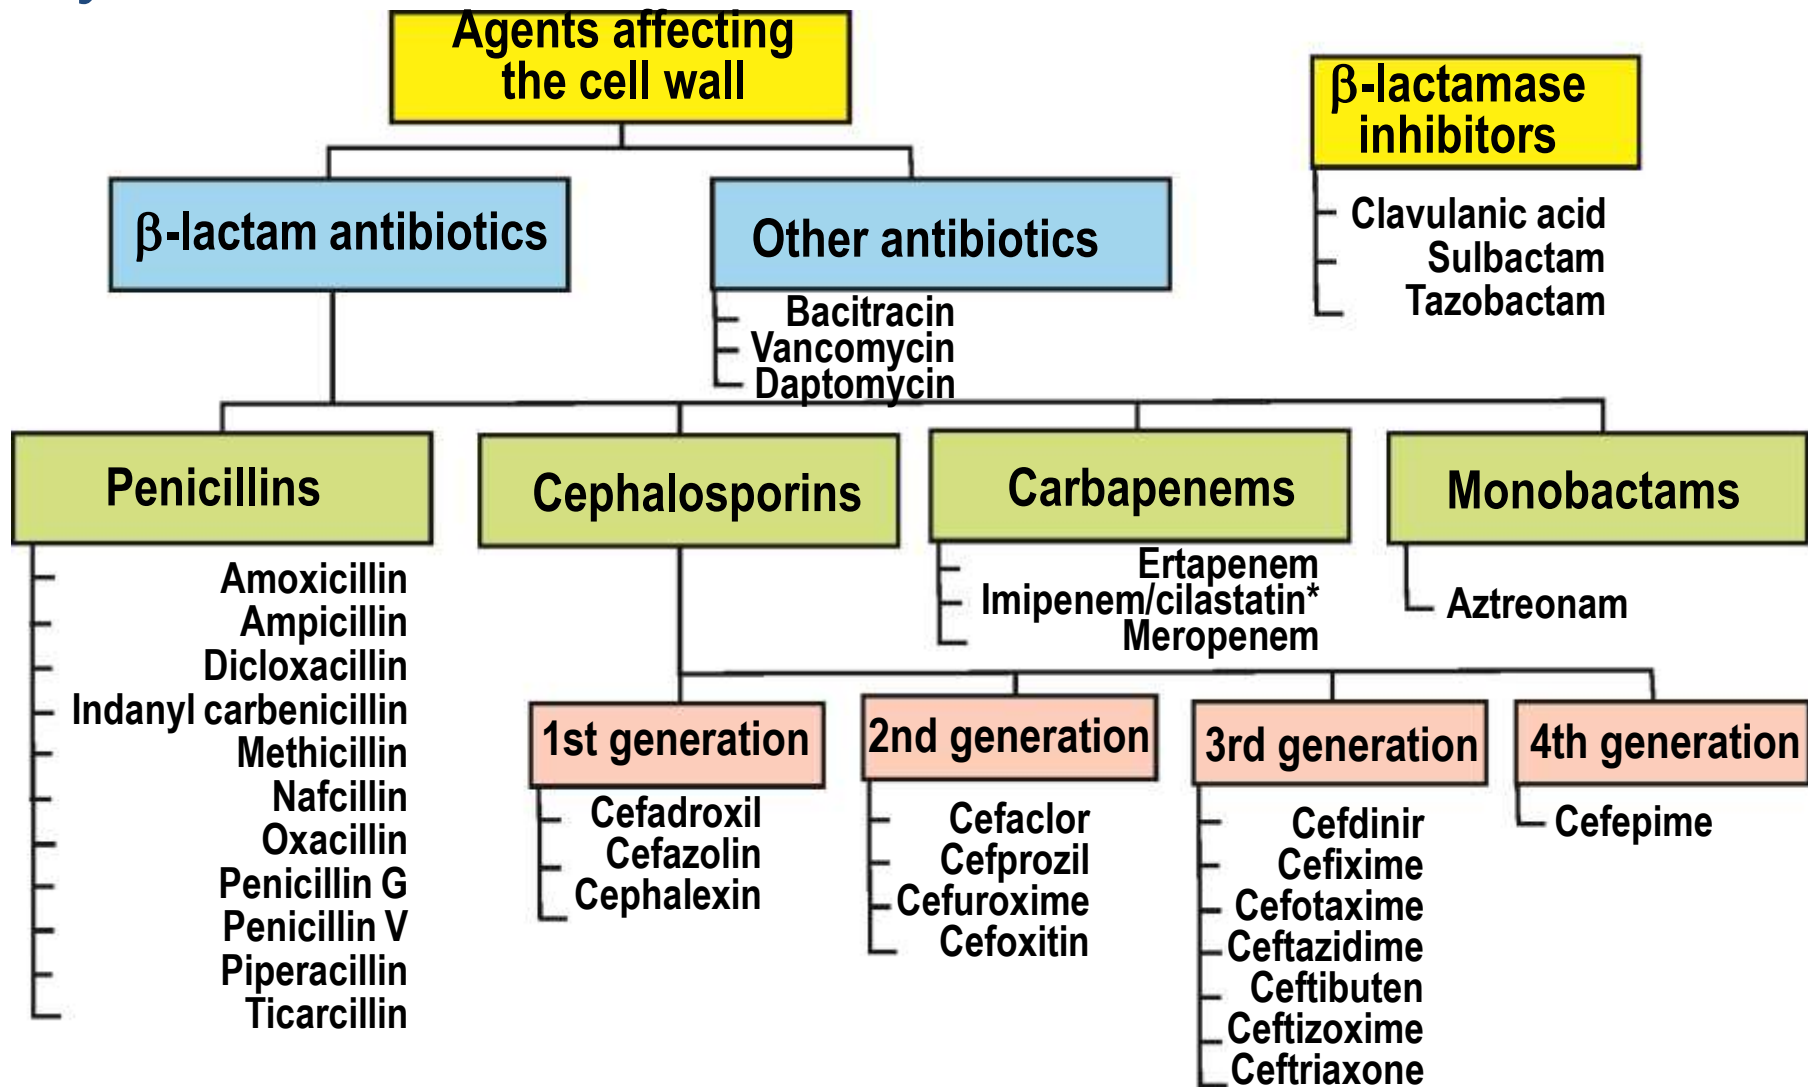 Agents affecting
the cell wall
β-lactamase
inhibitors
Clavulanic acid
Sulbactam
Tazobactam
β-lactam antibiotics
Other antibiotics
Bacitracin
Vancomycin
Daptomycin
Penicillins
Amoxicillin
Ampicillin
Dicloxacillin
Indanyl carbenicillin
Methicillin
Nafcillin
Oxacillin
Penicillin G
Penicillin V
Piperacillin
Ticarcillin
Cephalosporins
Carbapenems
Ertapenem
Imipenem/cilastatin*
Meropenem
Monobactams
Aztreonam
1st generation
Cefadroxil
Cefazolin
Cephalexin
2nd generation
Cefaclor
Cefprozil
Cefuroxime
Cefoxitin
3rd generation
Cefdinir
Cefixime
Cefotaxime
Ceftazidime
Ceftibuten
Ceftizoxime
Ceftriaxone
4th generation
Cefepime